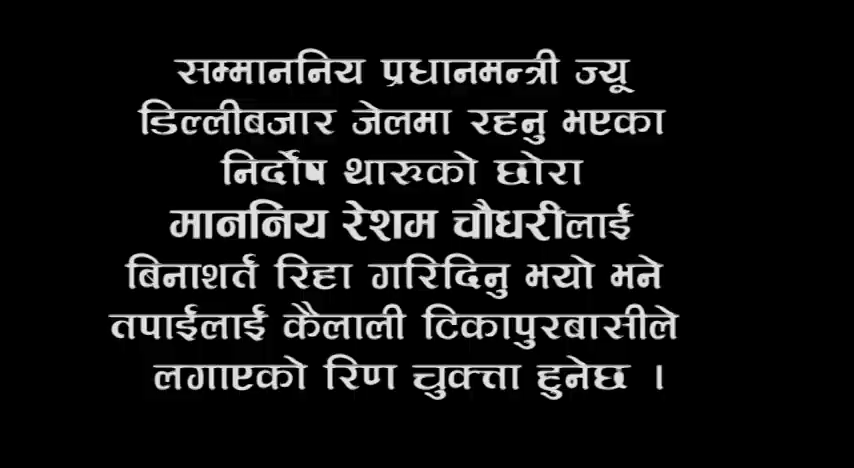 सम्माननिय प्रधानमन्त्री ज्यू
डिल्लीबजार जेलमा रहनु भएका
निर्दोष थारुको छोरा
माननिय रेशम चौधरीलाई
बिनाशर्त रिहा गरिदिनु भयो भने
तपाईलाई कैलाली टिकापुरबासीले
लगाएको रिण चुक्त्ता हुनेछ ।